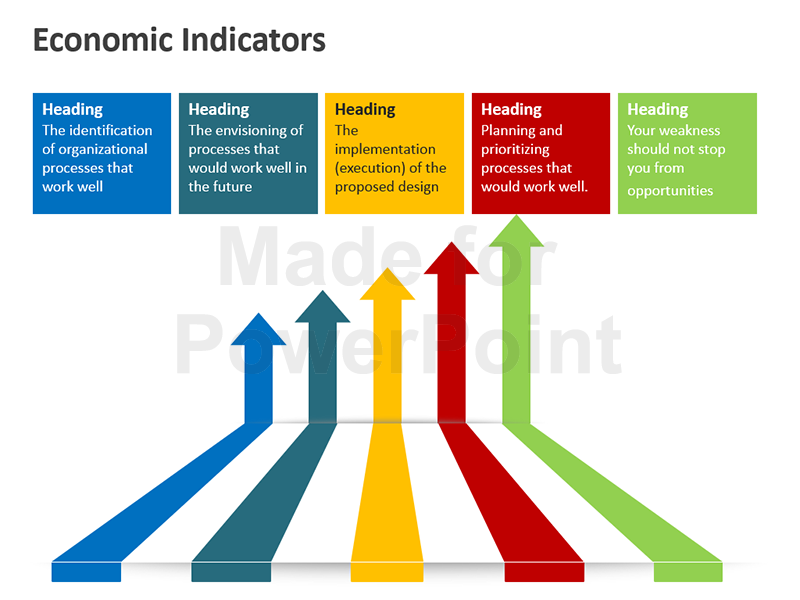 Economic Indicators
Heading
The identification
of organizational
processes that
work well
Heading
The envisioning of
processes that
would work well in
the future
Heading
The
implementation
(execution) of the
proposed design
Heading
Planning and
prioritizing
processes that
would work well.
Heading
Your weakness
should not stop
you from
opportunities
Made for
PowerPoint